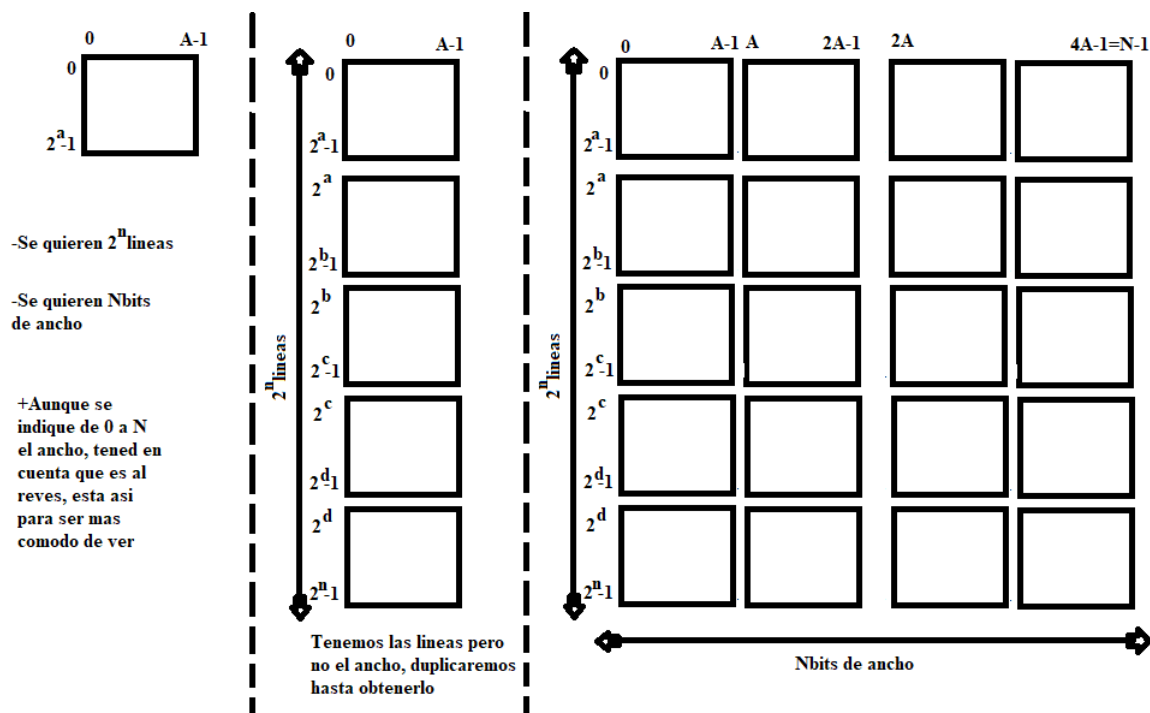 0 A-1
0
2^a-1
-Se quieren 2^n lineas
-Se quieren Nbits
de ancho
+Aunque se
indique de 0 a N
el ancho, tened en
cuenta que es al
reves, esta asi
para ser mas
comodo de ver
0 A-1
0
2^a-1
2^a
2^b-1
2^b
2^c-1
2^c
2^d-1
2^d
2^n-1
2^n lineas
Tenemos las lineas pero
no el ancho, duplicaremos
hasta obtenerlo
0 A-1 A 2A-1 2A 4A-1=N-1
0
2^a-1
2^a
2^b-1
2^b
2^c-1
2^c
2^d-1
2^d
2^n-1
2^n lineas
Nbits de ancho